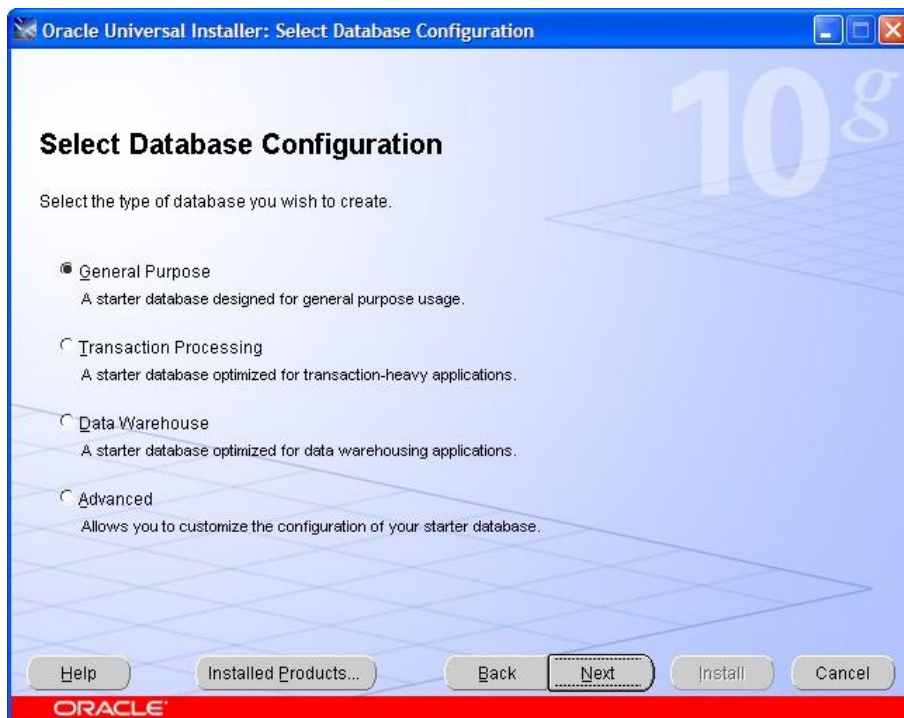 Oracle Universal Installer: Select Database Configuration
10g
Select Database Configuration
Select the type of database you wish to create.
General Purpose
A starter database designed for general purpose usage.
Transaction Processing
A starter database optimized for transaction-heavy applications.
Data Warehouse
A starter database optimized for data warehousing applications.
Advanced
Allows you to customize the configuration of your starter database.
Help Installed Products... Back Next Install Cancel
ORACLE